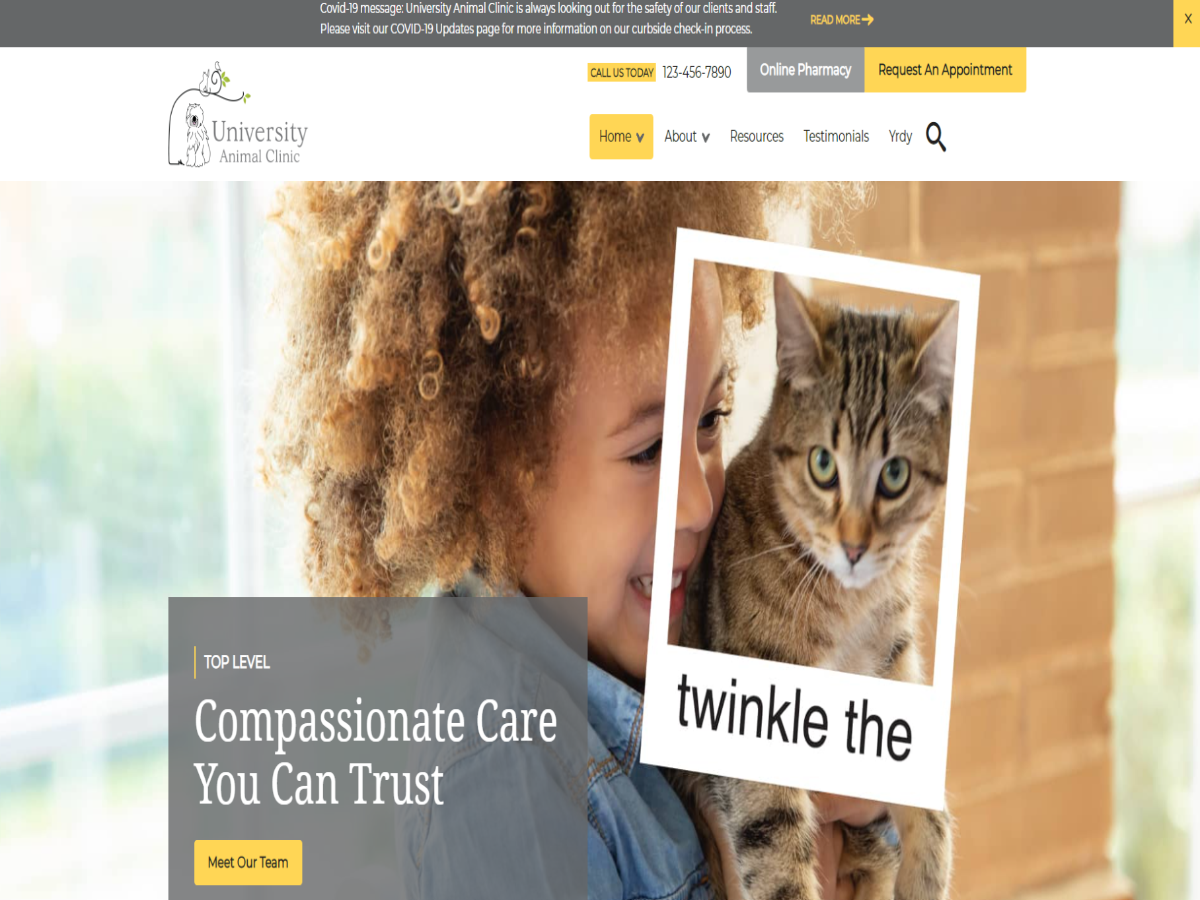 Covid-19 message: University Animal Clinic is always looking out for the safety of our clients and staff.
Please visit our COVID-19 Updates page for more information on our curbside check-in process.
READ MORE
X
CALL US TODAY 123-456-7890
Online Pharmacy
Request An Appointment
University
Animal Clinic
Home
About
Resources
Testimonials
Yrdy
twinkle the
TOP LEVEL
Compassionate Care
You Can Trust
Meet Our Team